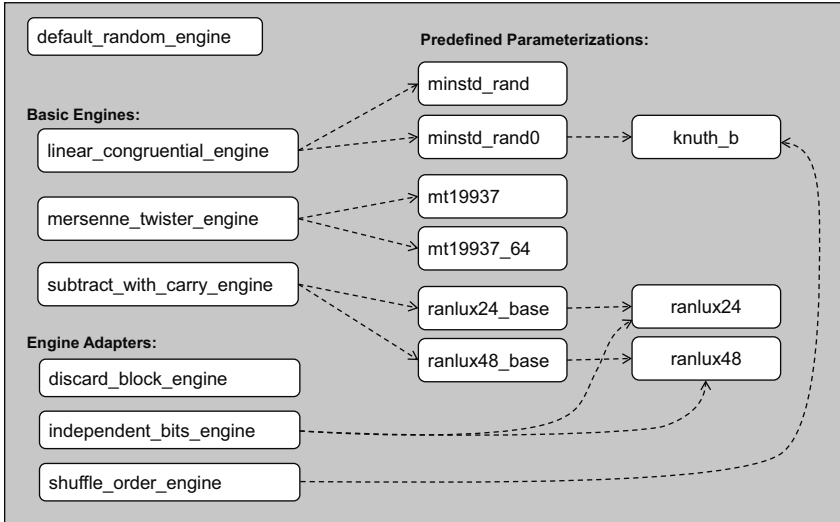 default_random_engine
Predefined Parameterizations:
minstd_rand
Basic Engines:
linear_congruential_engine
minstd_rand0
knuth_b
mersenne_twister_engine
mt19937
mt19937_64
subtract_with_carry_engine
ranlux24_base
ranlux24
Engine Adapters:
ranlux48_base
ranlux48
discard_block_engine
independent_bits_engine
shuffle_order_engine